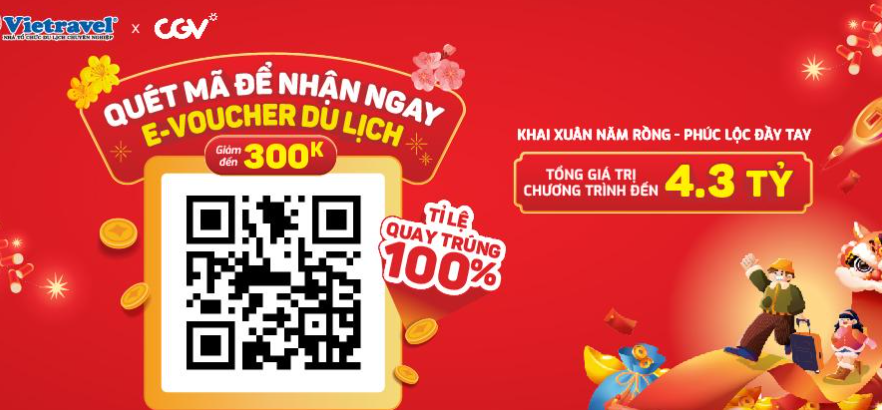 Vietravel x CGV
NHÀ TỔ CHỨC DU LỊCH CHUYÊN NGHIỆP
QUÉT MÃ ĐỂ NHẬN NGAY
E-VOUCHER DU LỊCH
Giảm đến 300K
TỈ LỆ
QUAY TRÚNG
100%
KHAI XUÂN NĂM RỒNG - PHÚC LỘC ĐẦY TAY
TỔNG GIÁ TRỊ
CHƯƠNG TRÌNH ĐẾN 4.3 TỶ